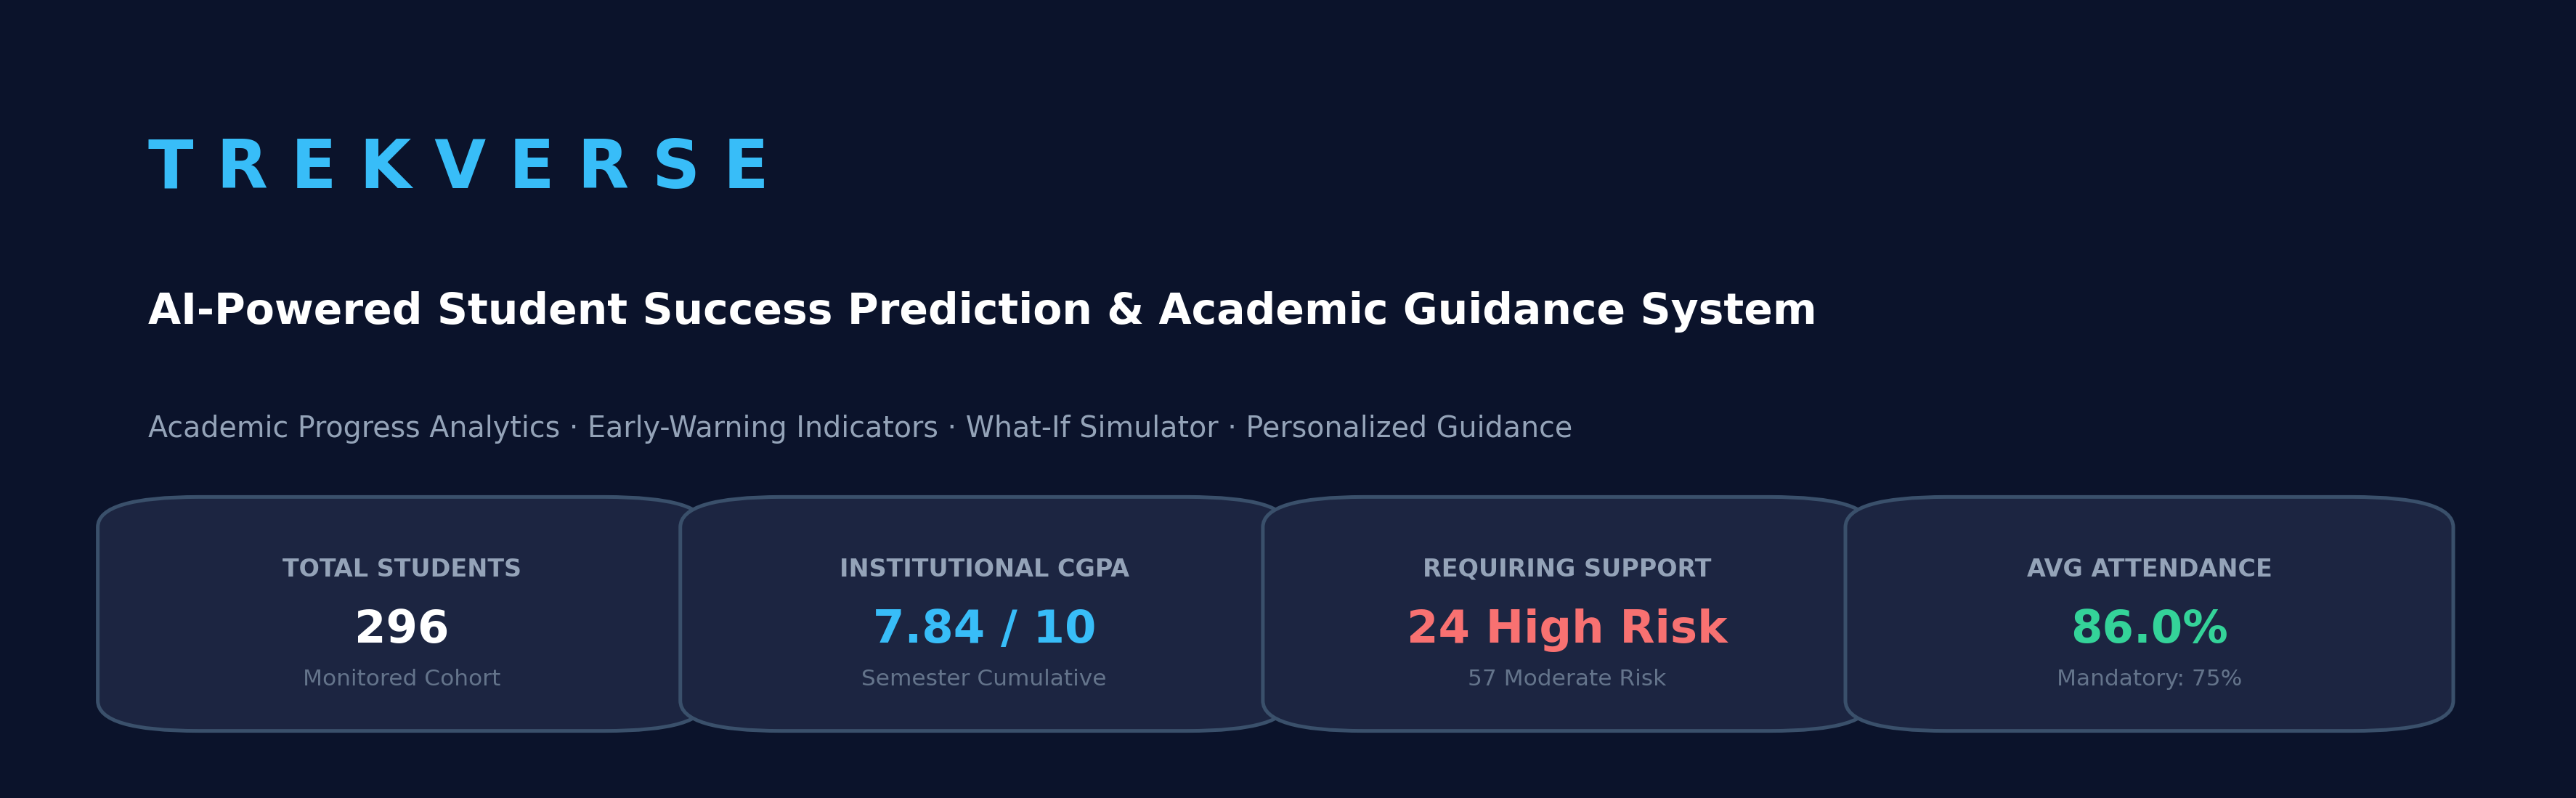 T R E K V E R S E
AI-Powered Student Success Prediction & Academic Guidance System
Academic Progress Analytics · Early-Warning Indicators · What-If Simulator · Personalized Guidance
TOTAL STUDENTS
296
Monitored Cohort
INSTITUTIONAL CGPA
7.84 / 10
Semester Cumulative
REQUIRING SUPPORT
24 High Risk
57 Moderate Risk
AVG ATTENDANCE
86.0%
Mandatory: 75%